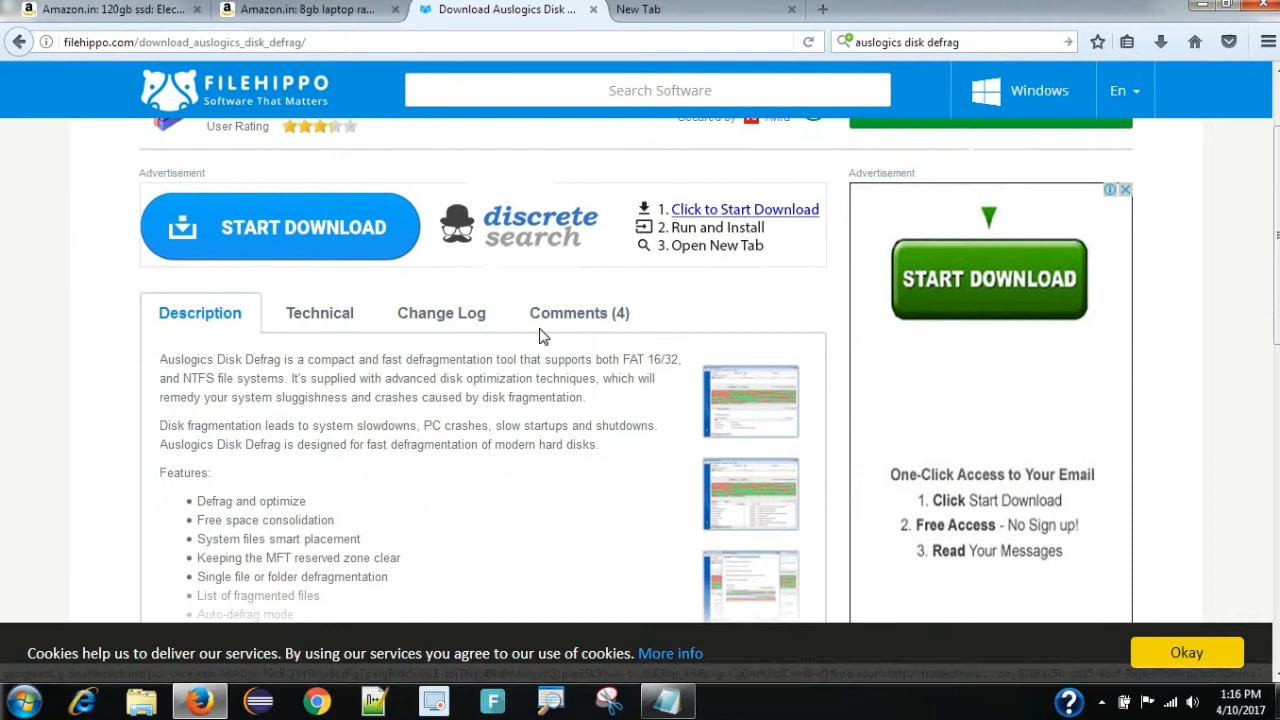 Amazon.in: 120gb ssd: Elec...
Amazon.in: 8gb laptop ra...
Download Auslogics Disk ...
New Tab
filehippo.com/download_auslogics_disk_defrag/
auslogics disk defrag
FILEHIPPO
Software That Matters
Search Software
Windows
En
User Rating
Secured by Avira
Advertisement
Advertisement
START DOWNLOAD
discrete
search
1. Click to Start Download
2. Run and Install
3. Open New Tab
START DOWNLOAD
Description
Technical
Change Log
Comments (4)
Auslogics Disk Defrag is a compact and fast defragmentation tool that supports both FAT 16/32,
and NTFS file systems. It's supplied with advanced disk optimization techniques, which will
remedy your system sluggishness and crashes caused by disk fragmentation.
Disk fragmentation leads to system slowdowns, PC crashes, slow startups and shutdowns.
Auslogics Disk Defrag is designed for fast defragmentation of modern hard disks.
Features:
Defrag and optimize
Free space consolidation
System files smart placement
Keeping the MFT reserved zone clear
Single file or folder defragmentation
List of fragmented files
Auto-defrag mode
One-Click Access to Your Email
1. Click Start Download
2. Free Access - No Sign up!
3. Read Your Messages
Cookies help us to deliver our services. By using our services you agree to our use of cookies. More info
Okay
1:16 PM
4/10/2017